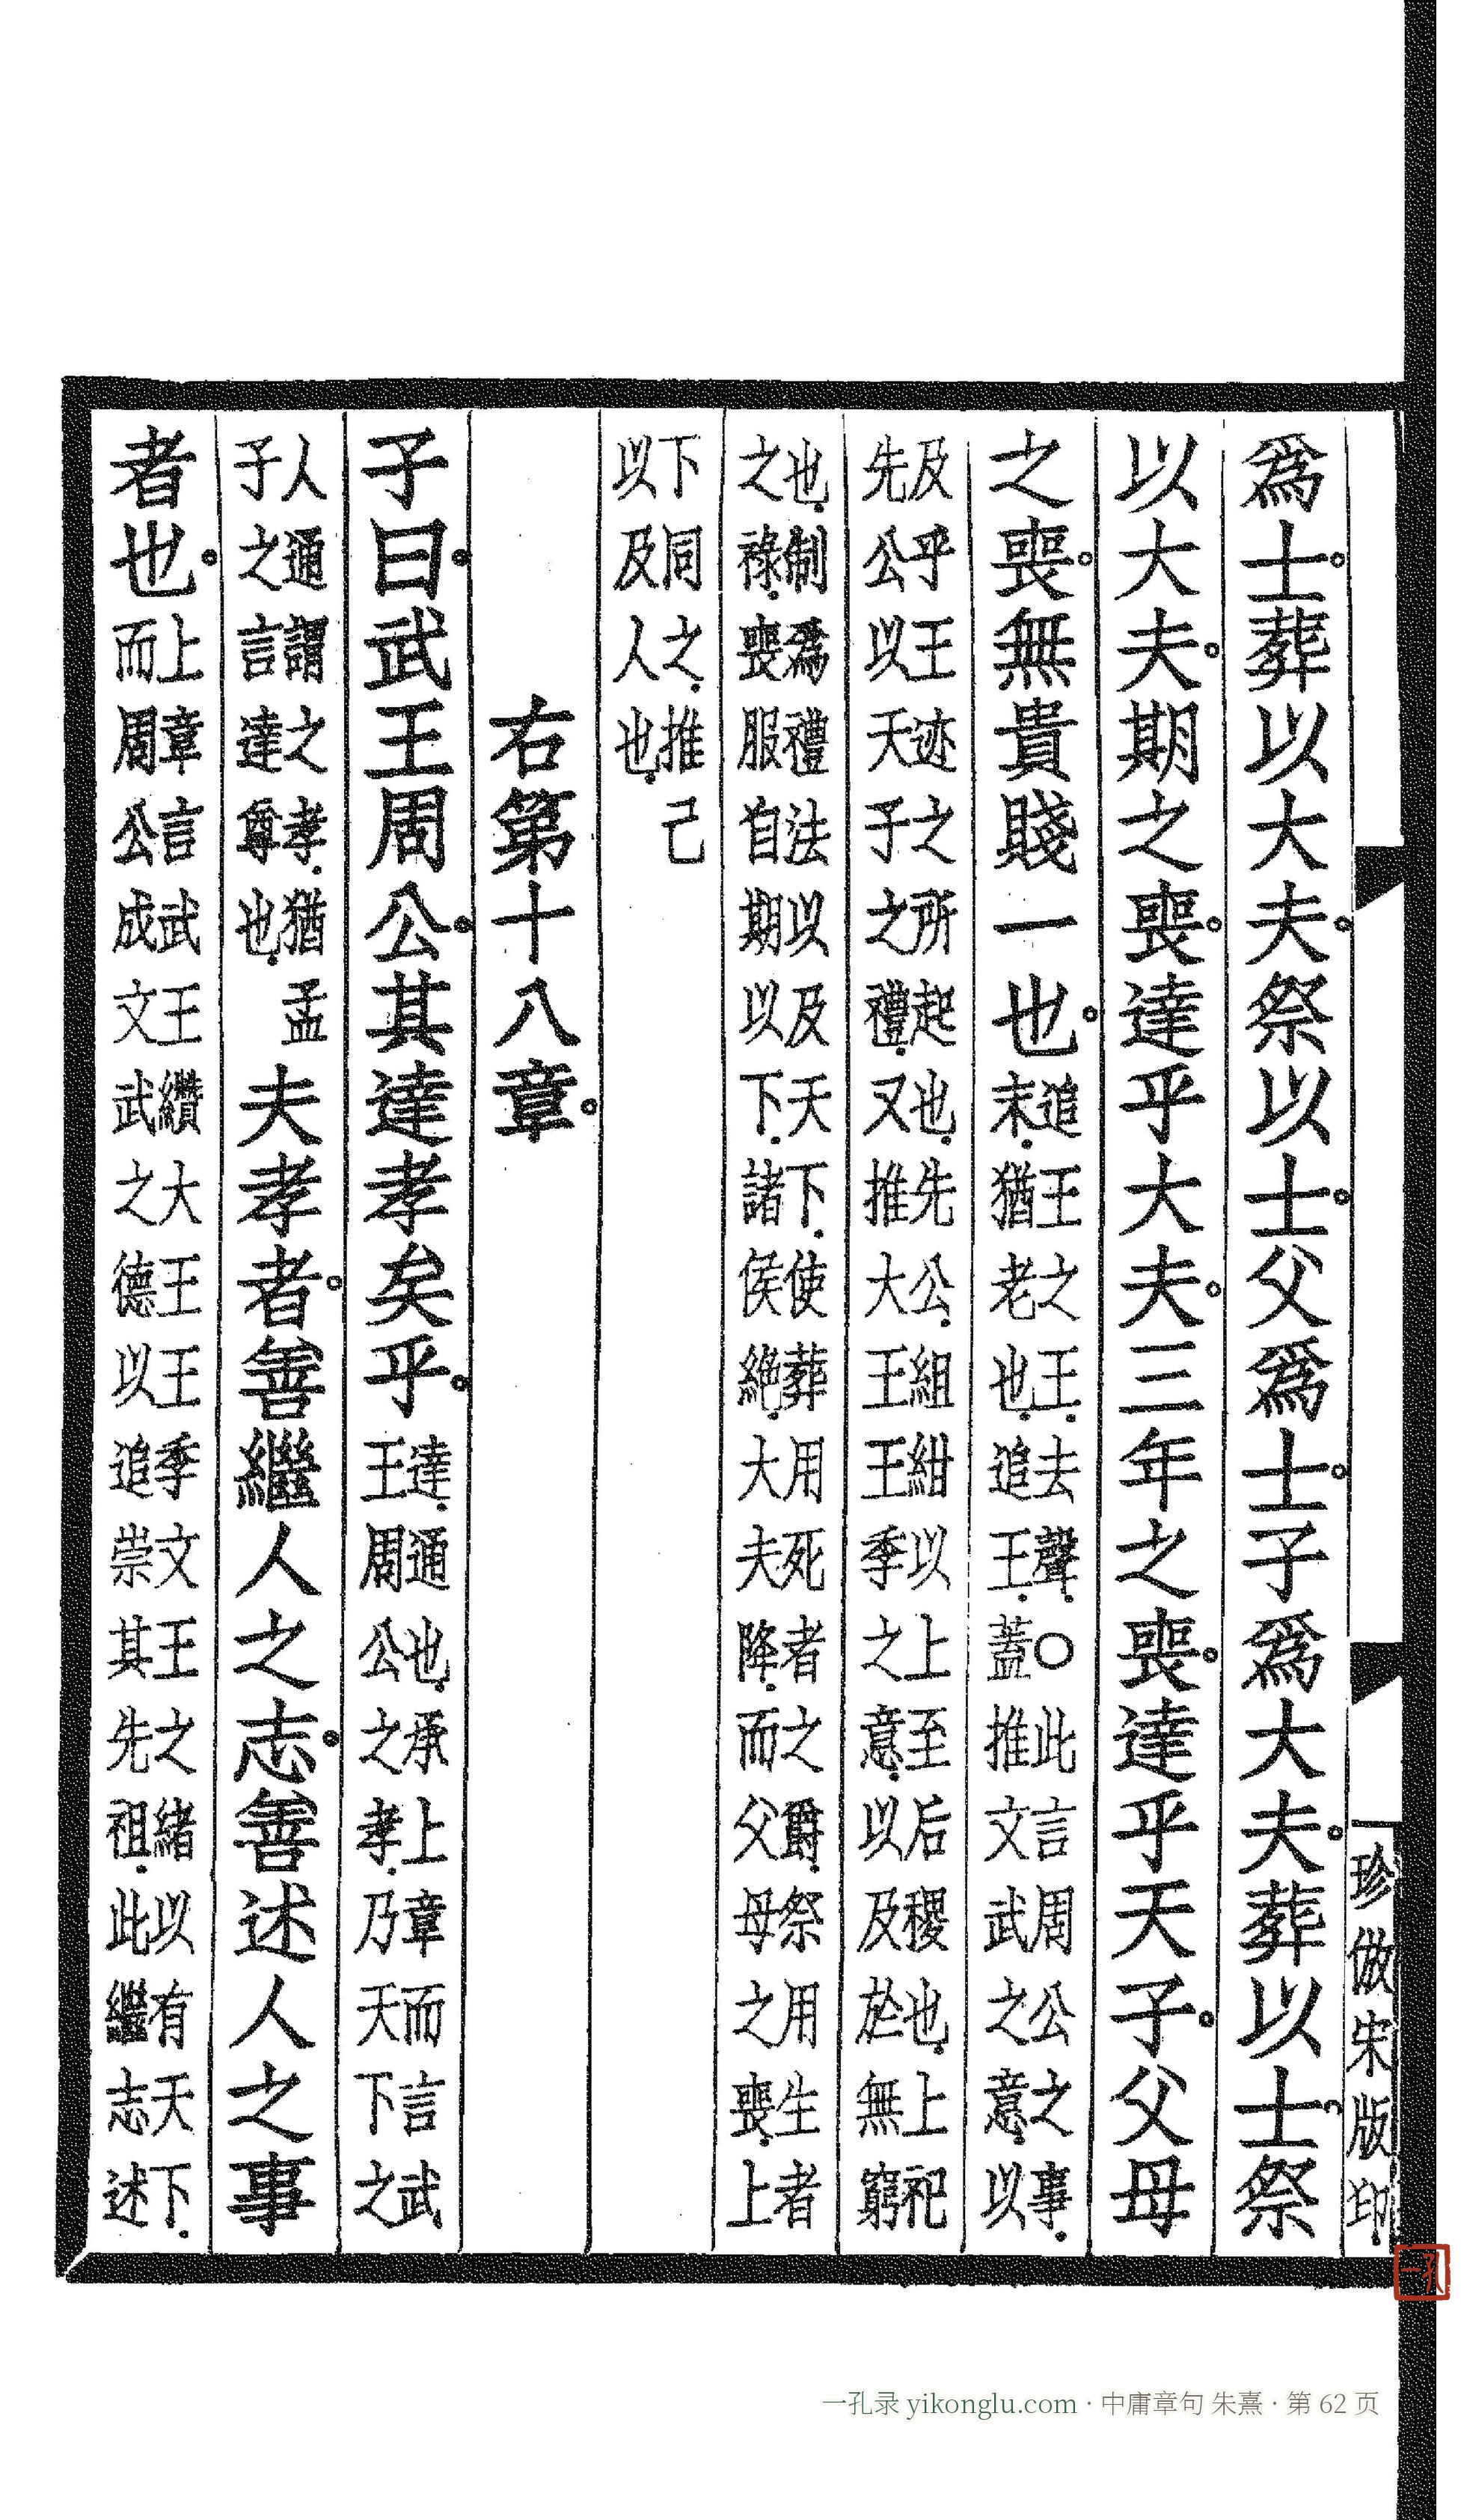 珍倣宋版印
爲士。葬以大夫。祭以士。父爲士。子爲大夫。葬以士。祭
以大夫。期之喪。達乎大夫。三年之喪。達乎天子。父母
之喪。無貴賤一也。
追王之王.去聲.○此言周公之事.
末.猶老也.追王.蓋推文武之意.以
及乎王迹之所起也.先公.組紺以上至后稷也.上祀
先公以天子之禮.又推大王王季之意.以及於無窮
也.制爲禮法以及天下.使葬用死者之爵.祭用生者
之祿.喪服自期以下.諸侯絶.大夫降.而父母之喪.上
下同之.推己
以及人也.
右第十八章。
子曰。武王周公。其達孝矣乎。
達.通也.承上章而言武
王周公之孝.乃天下之
人通謂之孝.猶孟
子之言達尊也.
夫孝者。善繼人之志。善述人之事
者也。
上章言武王纘大王王季文王之緒以有天下.
而周公成文武之德以追崇其先祖.此繼志述
一孔
一孔录 yikonglu.com · 中庸章句 朱熹 · 第 62 页